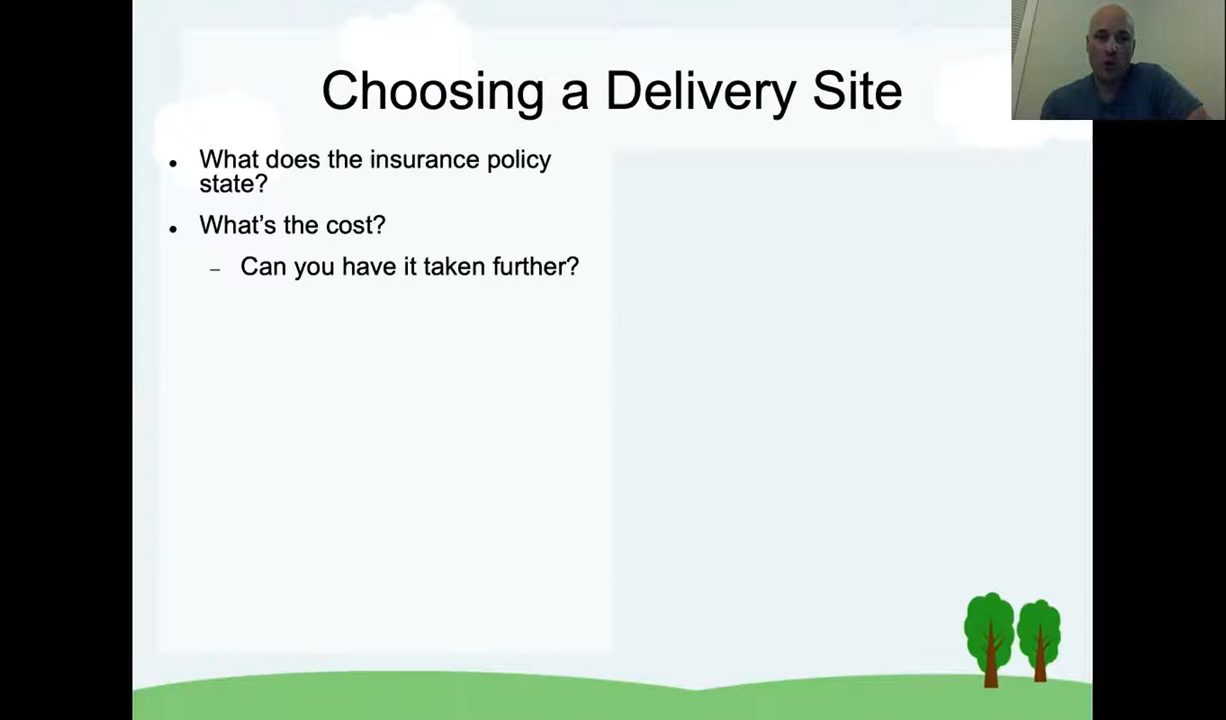 Choosing a Delivery Site
• What does the insurance policy
state?
• What’s the cost?
– Can you have it taken further?